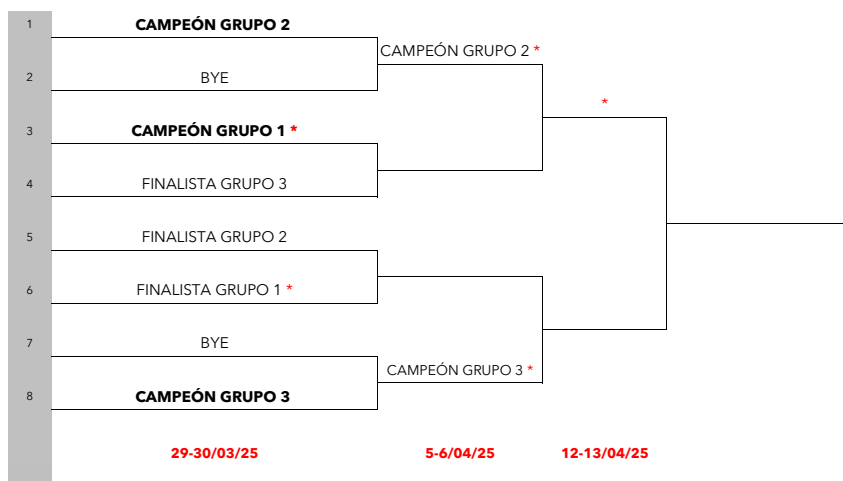 1 CAMPEÓN GRUPO 2
CAMPEÓN GRUPO 2 *
2 BYE
*
3 CAMPEÓN GRUPO 1 *
4 FINALISTA GRUPO 3
5 FINALISTA GRUPO 2
6 FINALISTA GRUPO 1 *
7 BYE
CAMPEÓN GRUPO 3 *
8 CAMPEÓN GRUPO 3
29-30/03/25 5-6/04/25 12-13/04/25